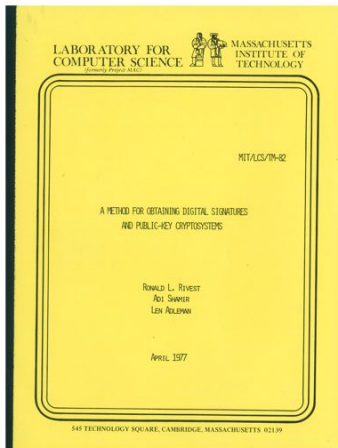 LABORATORY FOR
COMPUTER SCIENCE
(formerly Project MAC)
MASSACHUSETTS
INSTITUTE OF
TECHNOLOGY
MIT/LCS/TM-82
A METHOD FOR OBTAINING DIGITAL SIGNATURES
AND PUBLIC-KEY CRYPTOSYSTEMS
RONALD L. RIVEST
ADI SHAMIR
LEN ADLEMAN
APRIL 1977
545 TECHNOLOGY SQUARE, CAMBRIDGE, MASSACHUSETTS 02139